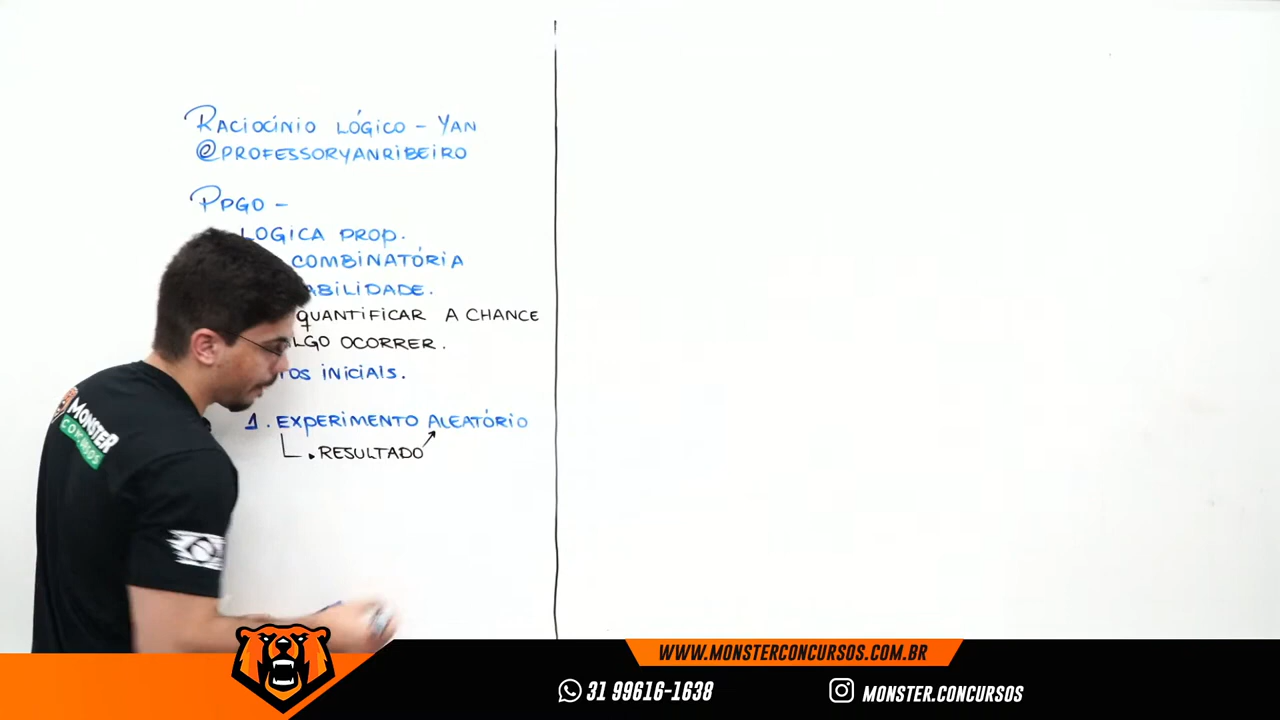 RACIOCÍNIO LÓGICO - YAN
@PROFESSORYANRIBEIRO
PPGO -
LOGICA PROP.
COMBINATÓRIA
ABILIDADE.
QUANTIFICAR A CHANCE
LGO OCORRER.
TOS INICIAIS.
1. EXPERIMENTO ALEATÓRIO
. RESULTADO
MONSTER
CONCURSOS
WWW.MONSTERCONCURSOS.COM.BR
31 99616-1638
MONSTER.CONCURSOS